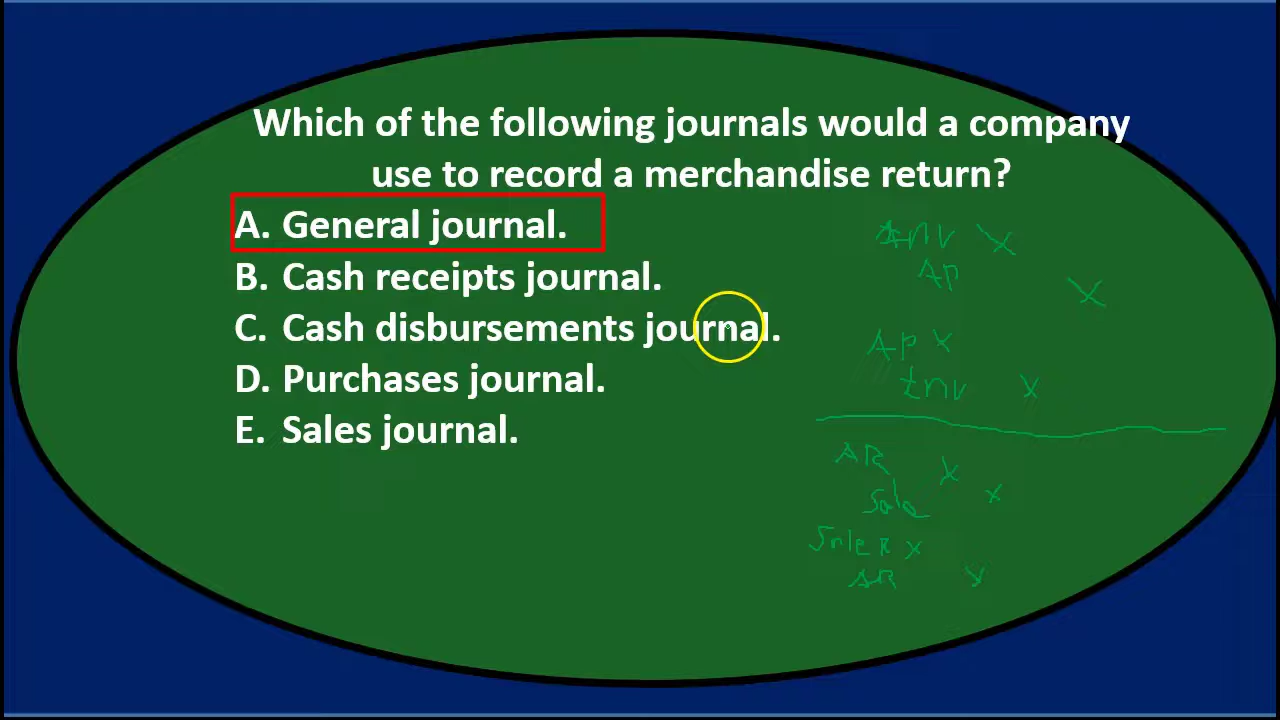 Which of the following journals would a company
use to record a merchandise return?
A. General journal.
B. Cash receipts journal.
C. Cash disbursements journal.
D. Purchases journal.
E. Sales journal.
Inv X
AP
X
AP X
Inv X
AR X
Sale X
Sale R X
AR X